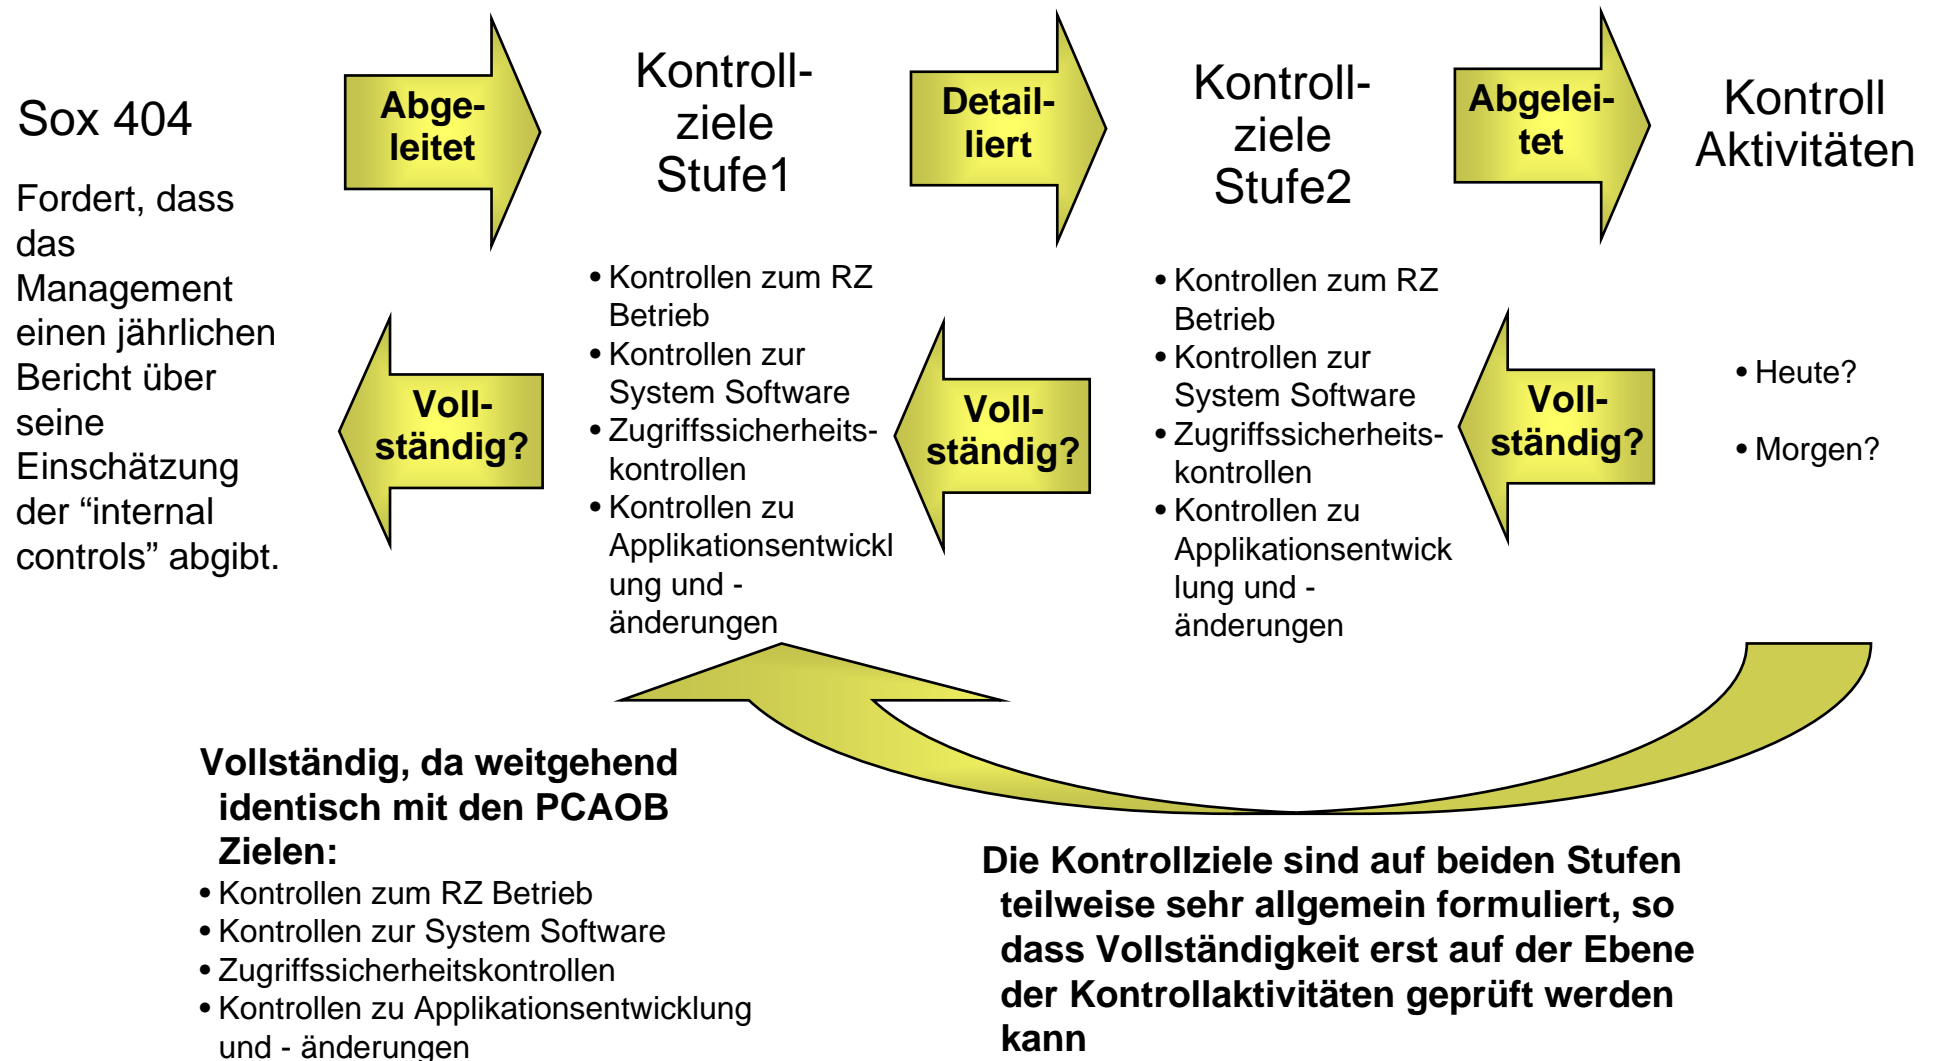 Sox 404
Fordert, dass
das
Management
einen jährlichen
Bericht über
seine
Einschätzung
der “internal
controls” abgibt.
Abge-
leitet
Voll-
ständig?
Kontroll-
ziele
Stufe1
• Kontrollen zum RZ
Betrieb
• Kontrollen zur
System Software
• Zugriffssicherheits-
kontrollen
• Kontrollen zu
Applikationsentwickl
ung und -
änderungen
Detail-
liert
Voll-
ständig?
Kontroll-
ziele
Stufe2
• Kontrollen zum RZ
Betrieb
• Kontrollen zur
System Software
• Zugriffssicherheits-
kontrollen
• Kontrollen zu
Applikationsentwick
lung und -
änderungen
Abgelei-
tet
Voll-
ständig?
Kontroll
Aktivitäten
• Heute?
• Morgen?
Vollständig, da weitgehend
identisch mit den PCAOB
Zielen:
• Kontrollen zum RZ Betrieb
• Kontrollen zur System Software
• Zugriffssicherheitskontrollen
• Kontrollen zu Applikationsentwicklung
und - änderungen
Die Kontrollziele sind auf beiden Stufen
teilweise sehr allgemein formuliert, so
dass Vollständigkeit erst auf der Ebene
der Kontrollaktivitäten geprüft werden
kann